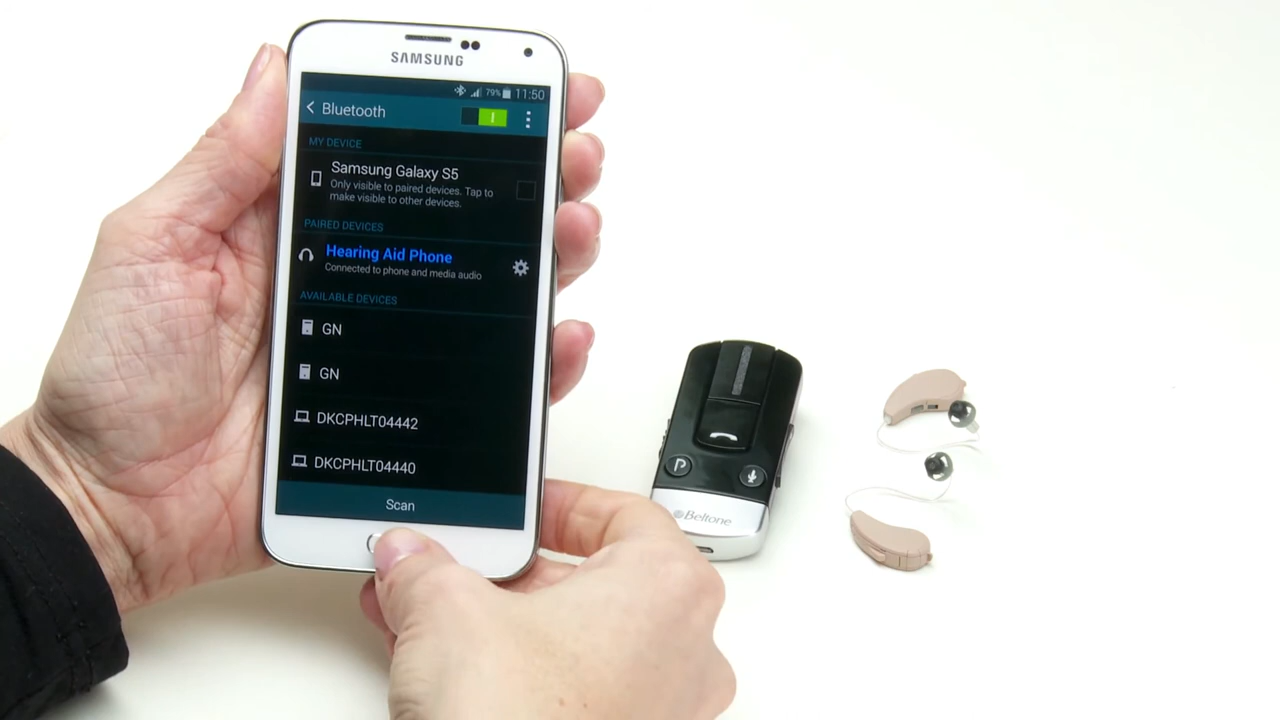 SAMSUNG
79% 11:50
Bluetooth
MY DEVICE
Samsung Galaxy S5
Only visible to paired devices. Tap to
make visible to other devices.
PAIRED DEVICES
Hearing Aid Phone
Connected to phone and media audio
AVAILABLE DEVICES
GN
GN
DKCPHLT04442
DKCPHLT04440
Scan
P
Beltone